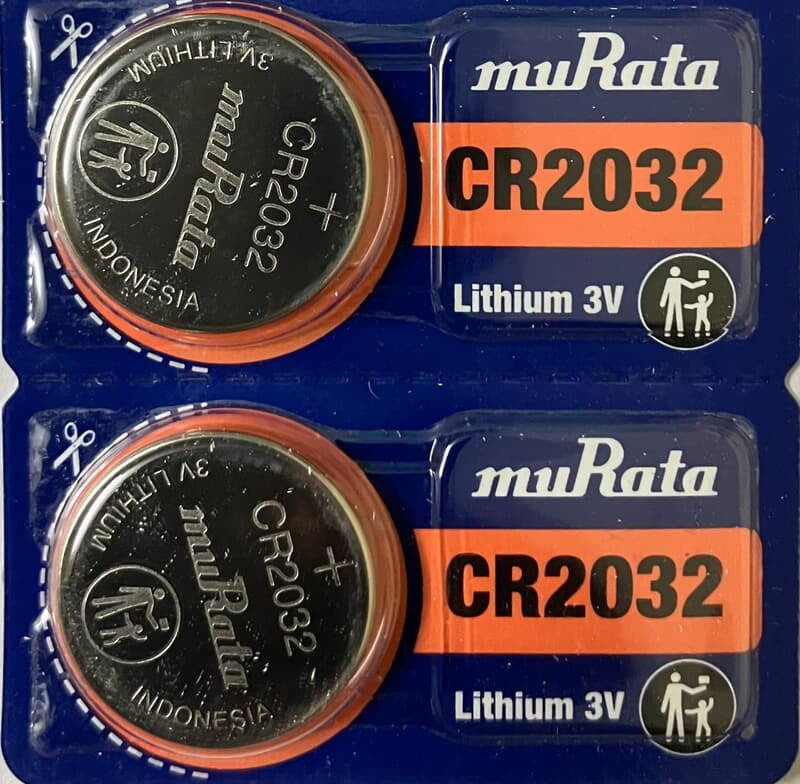 3V LITHIUM
muRata
CR2032
+
INDONESIA
muRata
CR2032
Lithium 3V
3V LITHIUM
muRata
CR2032
+
INDONESIA
muRata
CR2032
Lithium 3V